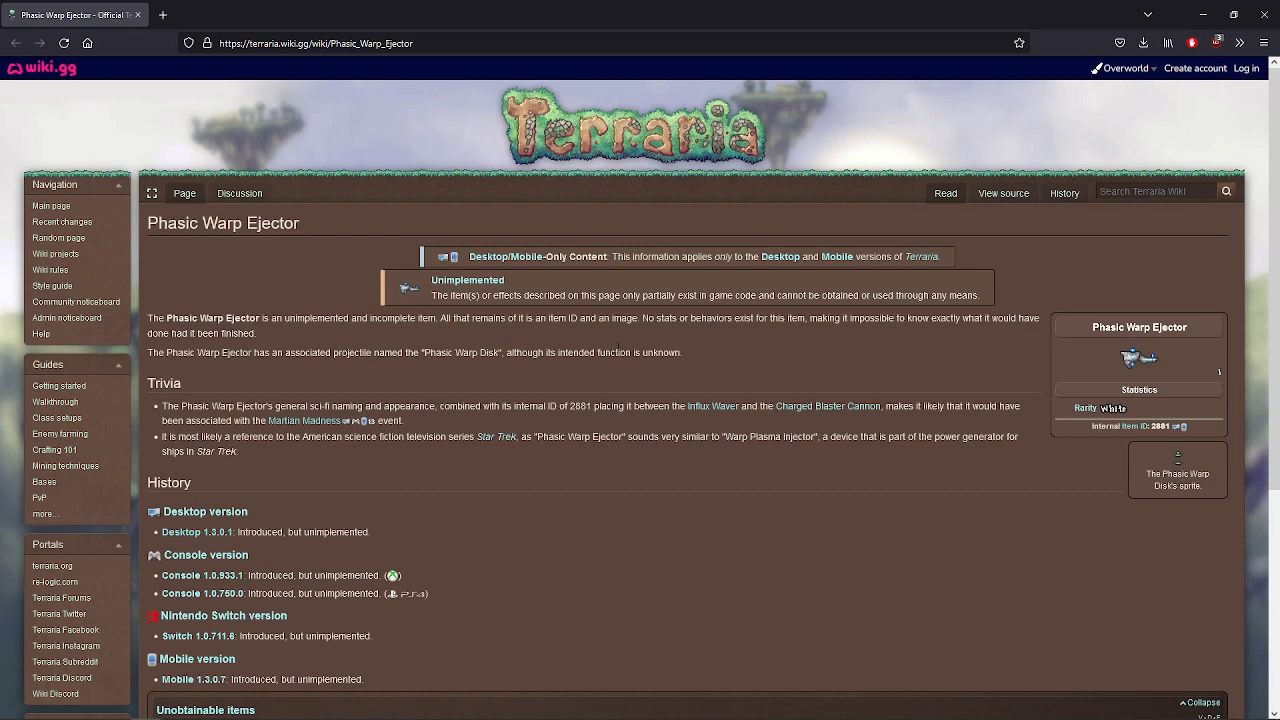 Phasic Warp Ejector - Official Te
https://terraria.wiki.gg/wiki/Phasic_Warp_Ejector
3
wiki.gg
Overworld
Create account
Log in
Terraria
Navigation
Main page
Recent changes
Random page
Wiki projects
Wiki rules
Style guide
Community noticeboard
Admin noticeboard
Help
Guides
Getting started
Walkthrough
Class setups
Enemy farming
Crafting 101
Mining techniques
Bases
PvP
more...
Portals
terraria.org
re-logic.com
Terraria Forums
Terraria Twitter
Terraria Facebook
Terraria Instagram
Terraria Subreddit
Terraria Discord
Wiki Discord
Page
Discussion
Read
View source
History
Search Terraria Wiki
Phasic Warp Ejector
Desktop/Mobile-Only Content: This information applies only to the Desktop and Mobile versions of Terraria.
Unimplemented
The item(s) or effects described on this page only partially exist in game code and cannot be obtained or used through any means.
The Phasic Warp Ejector is an unimplemented and incomplete item. All that remains of it is an item ID and an image. No stats or behaviors exist for this item, making it impossible to know exactly what it would have
done had it been finished.
The Phasic Warp Ejector has an associated projectile named the "Phasic Warp Disk", although its intended function is unknown.
Phasic Warp Ejector
1
Statistics
Rarity White
Internal Item ID: 2881
The Phasic Warp
Disk's sprite.
Trivia
• The Phasic Warp Ejector's general sci-fi naming and appearance, combined with its internal ID of 2881 placing it between the Influx Waver and the Charged Blaster Cannon, makes it likely that it would have
been associated with the Martian Madness event.
• It is most likely a reference to the American science fiction television series Star Trek, as "Phasic Warp Ejector" sounds very similar to "Warp Plasma Injector", a device that is part of the power generator for
ships in Star Trek.
History
Desktop version
• Desktop 1.3.0.1: Introduced, but unimplemented.
Console version
• Console 1.0.933.1: Introduced, but unimplemented. ()
• Console 1.0.750.0: Introduced, but unimplemented. (PS4)
Nintendo Switch version
• Switch 1.0.711.6: Introduced, but unimplemented.
Mobile version
• Mobile 1.3.0.7: Introduced, but unimplemented.
Unobtainable items
Collapse
V·D·E